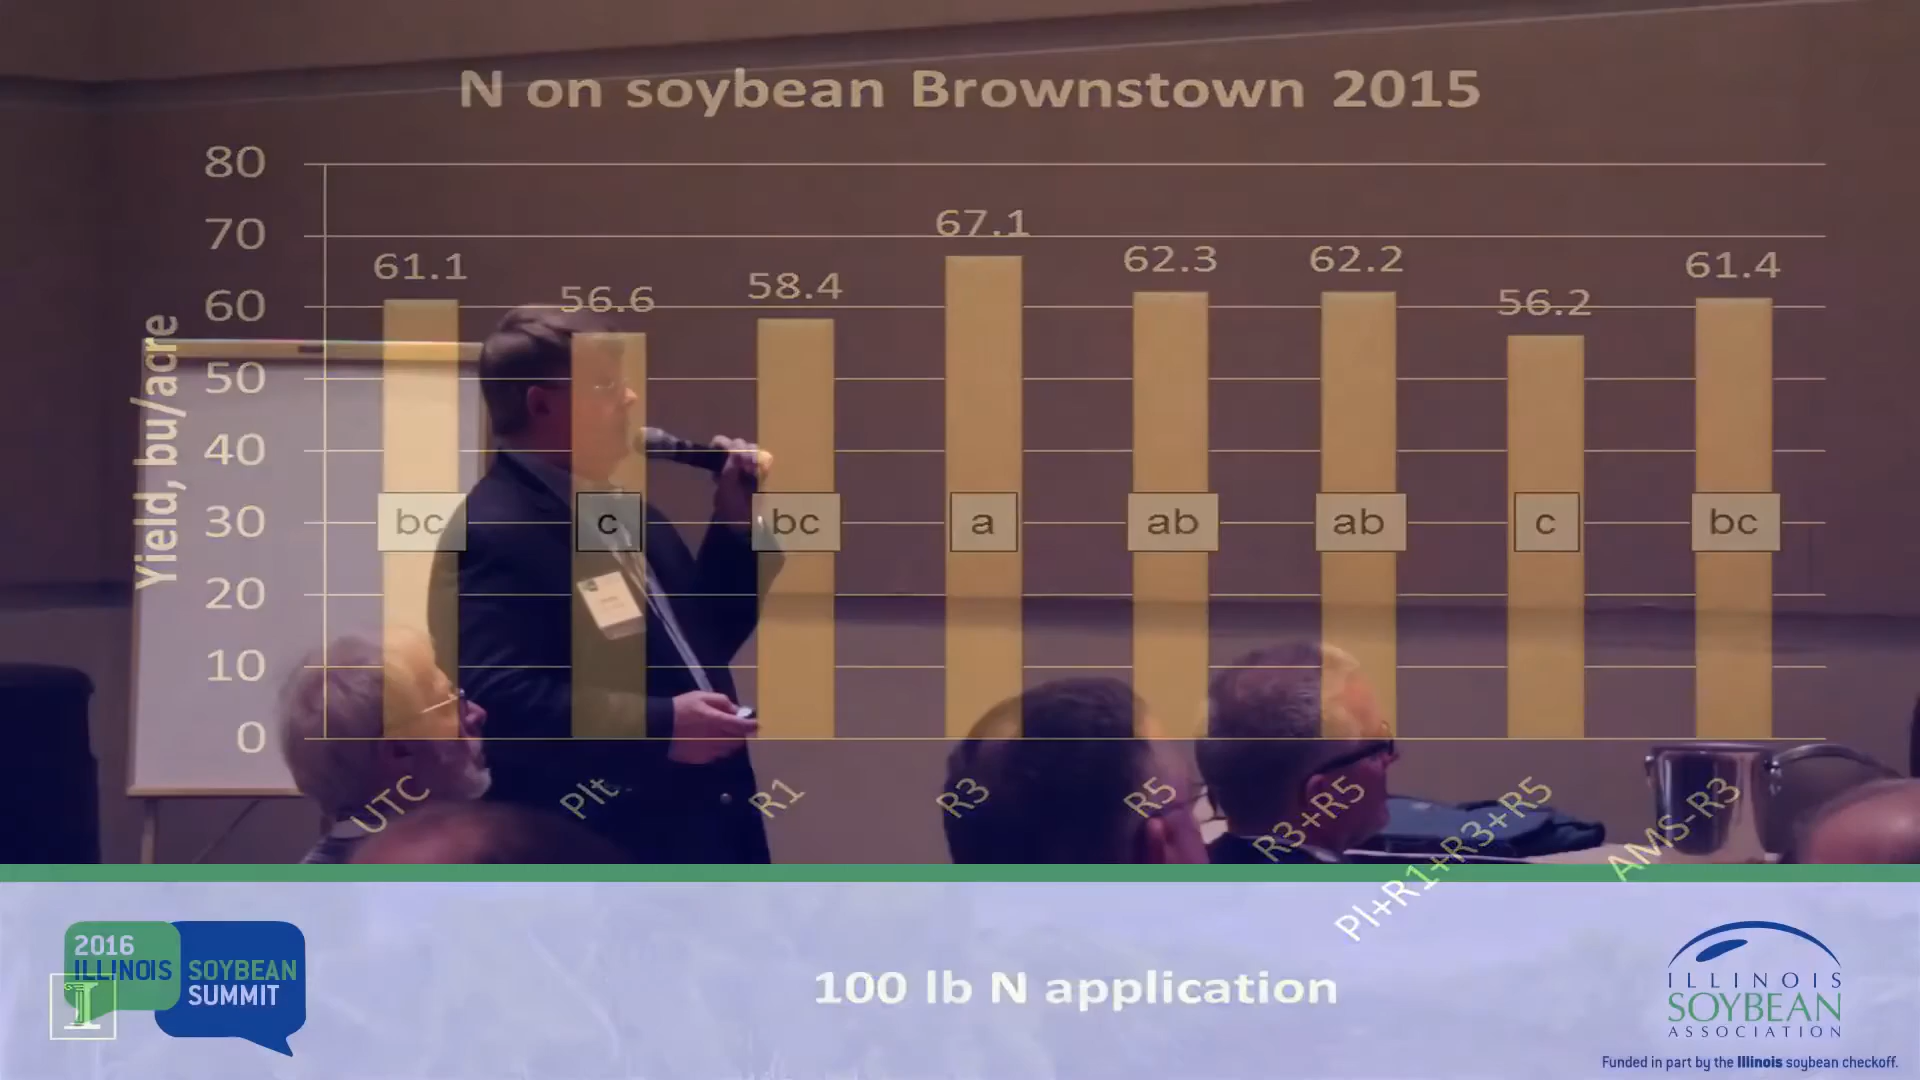 N on soybean Brownstown 2015
80
70
60
50
40
30
20
10
0
Yield, bu/acre
61.1
56.6
58.4
67.1
62.3
62.2
56.2
61.4
bc
c
bc
a
ab
ab
c
bc
UTC
Plt
R1
R3
R5
R3+R5
Pl+R1+R3+R5
AMS-R3
100 lb N application
2016
ILLINOIS SOYBEAN
SUMMIT
I
ILLINOIS
SOYBEAN
ASSOCIATION
Funded in part by the Illinois soybean checkoff.